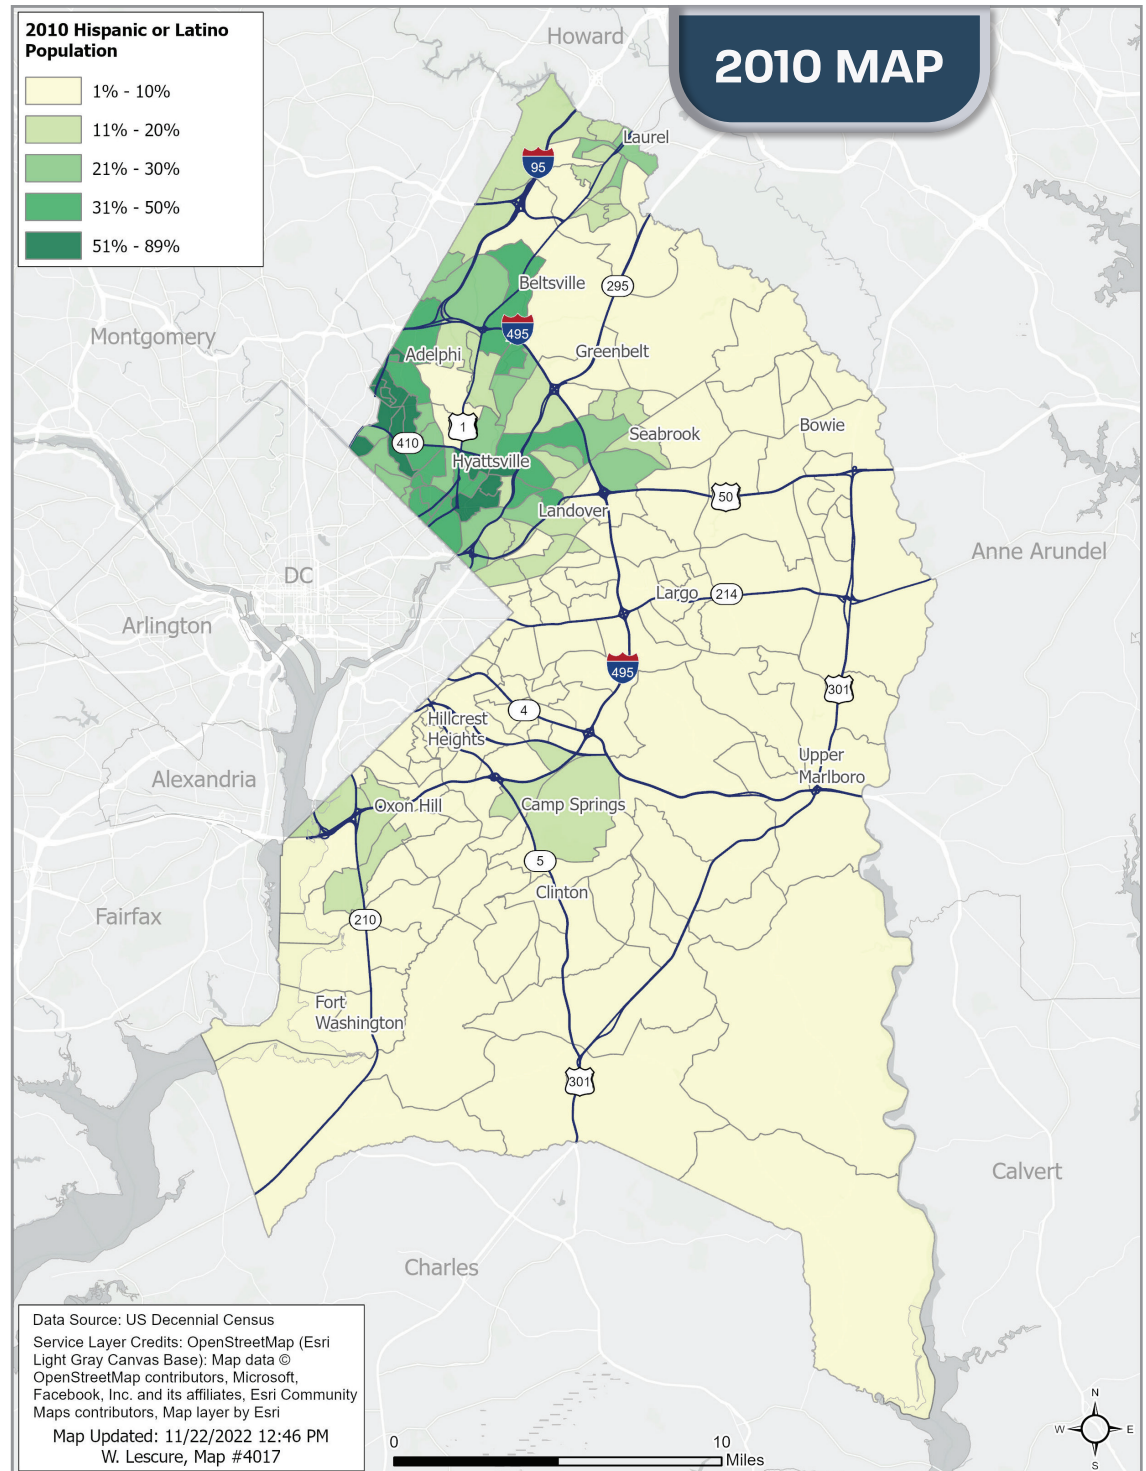 2010 Hispanic or Latino
Population
1% - 10%
11% - 20%
21% - 30%
31% - 50%
51% - 89%
2010 MAP
Howard
Laurel
95
Beltsville
295
Montgomery
495
Adelphi
Greenbelt
1
Bowie
Seabrook
410
Hyattsville
50
Landover
Anne Arundel
DC
Largo
214
Arlington
495
301
4
Hillcrest
Heights
Upper
Marlboro
Alexandria
Oxon Hill
Camp Springs
5
Clinton
Fairfax
210
Fort
Washington
301
Calvert
Charles
Data Source: US Decennial Census
Service Layer Credits: OpenStreetMap (Esri
Light Gray Canvas Base): Map data ©
OpenStreetMap contributors, Microsoft,
Facebook, Inc. and its affiliates, Esri Community
Maps contributors, Map layer by Esri
Map Updated: 11/22/2022 12:46 PM
W. Lescure, Map #4017
0
10
Miles
N
W
E
S